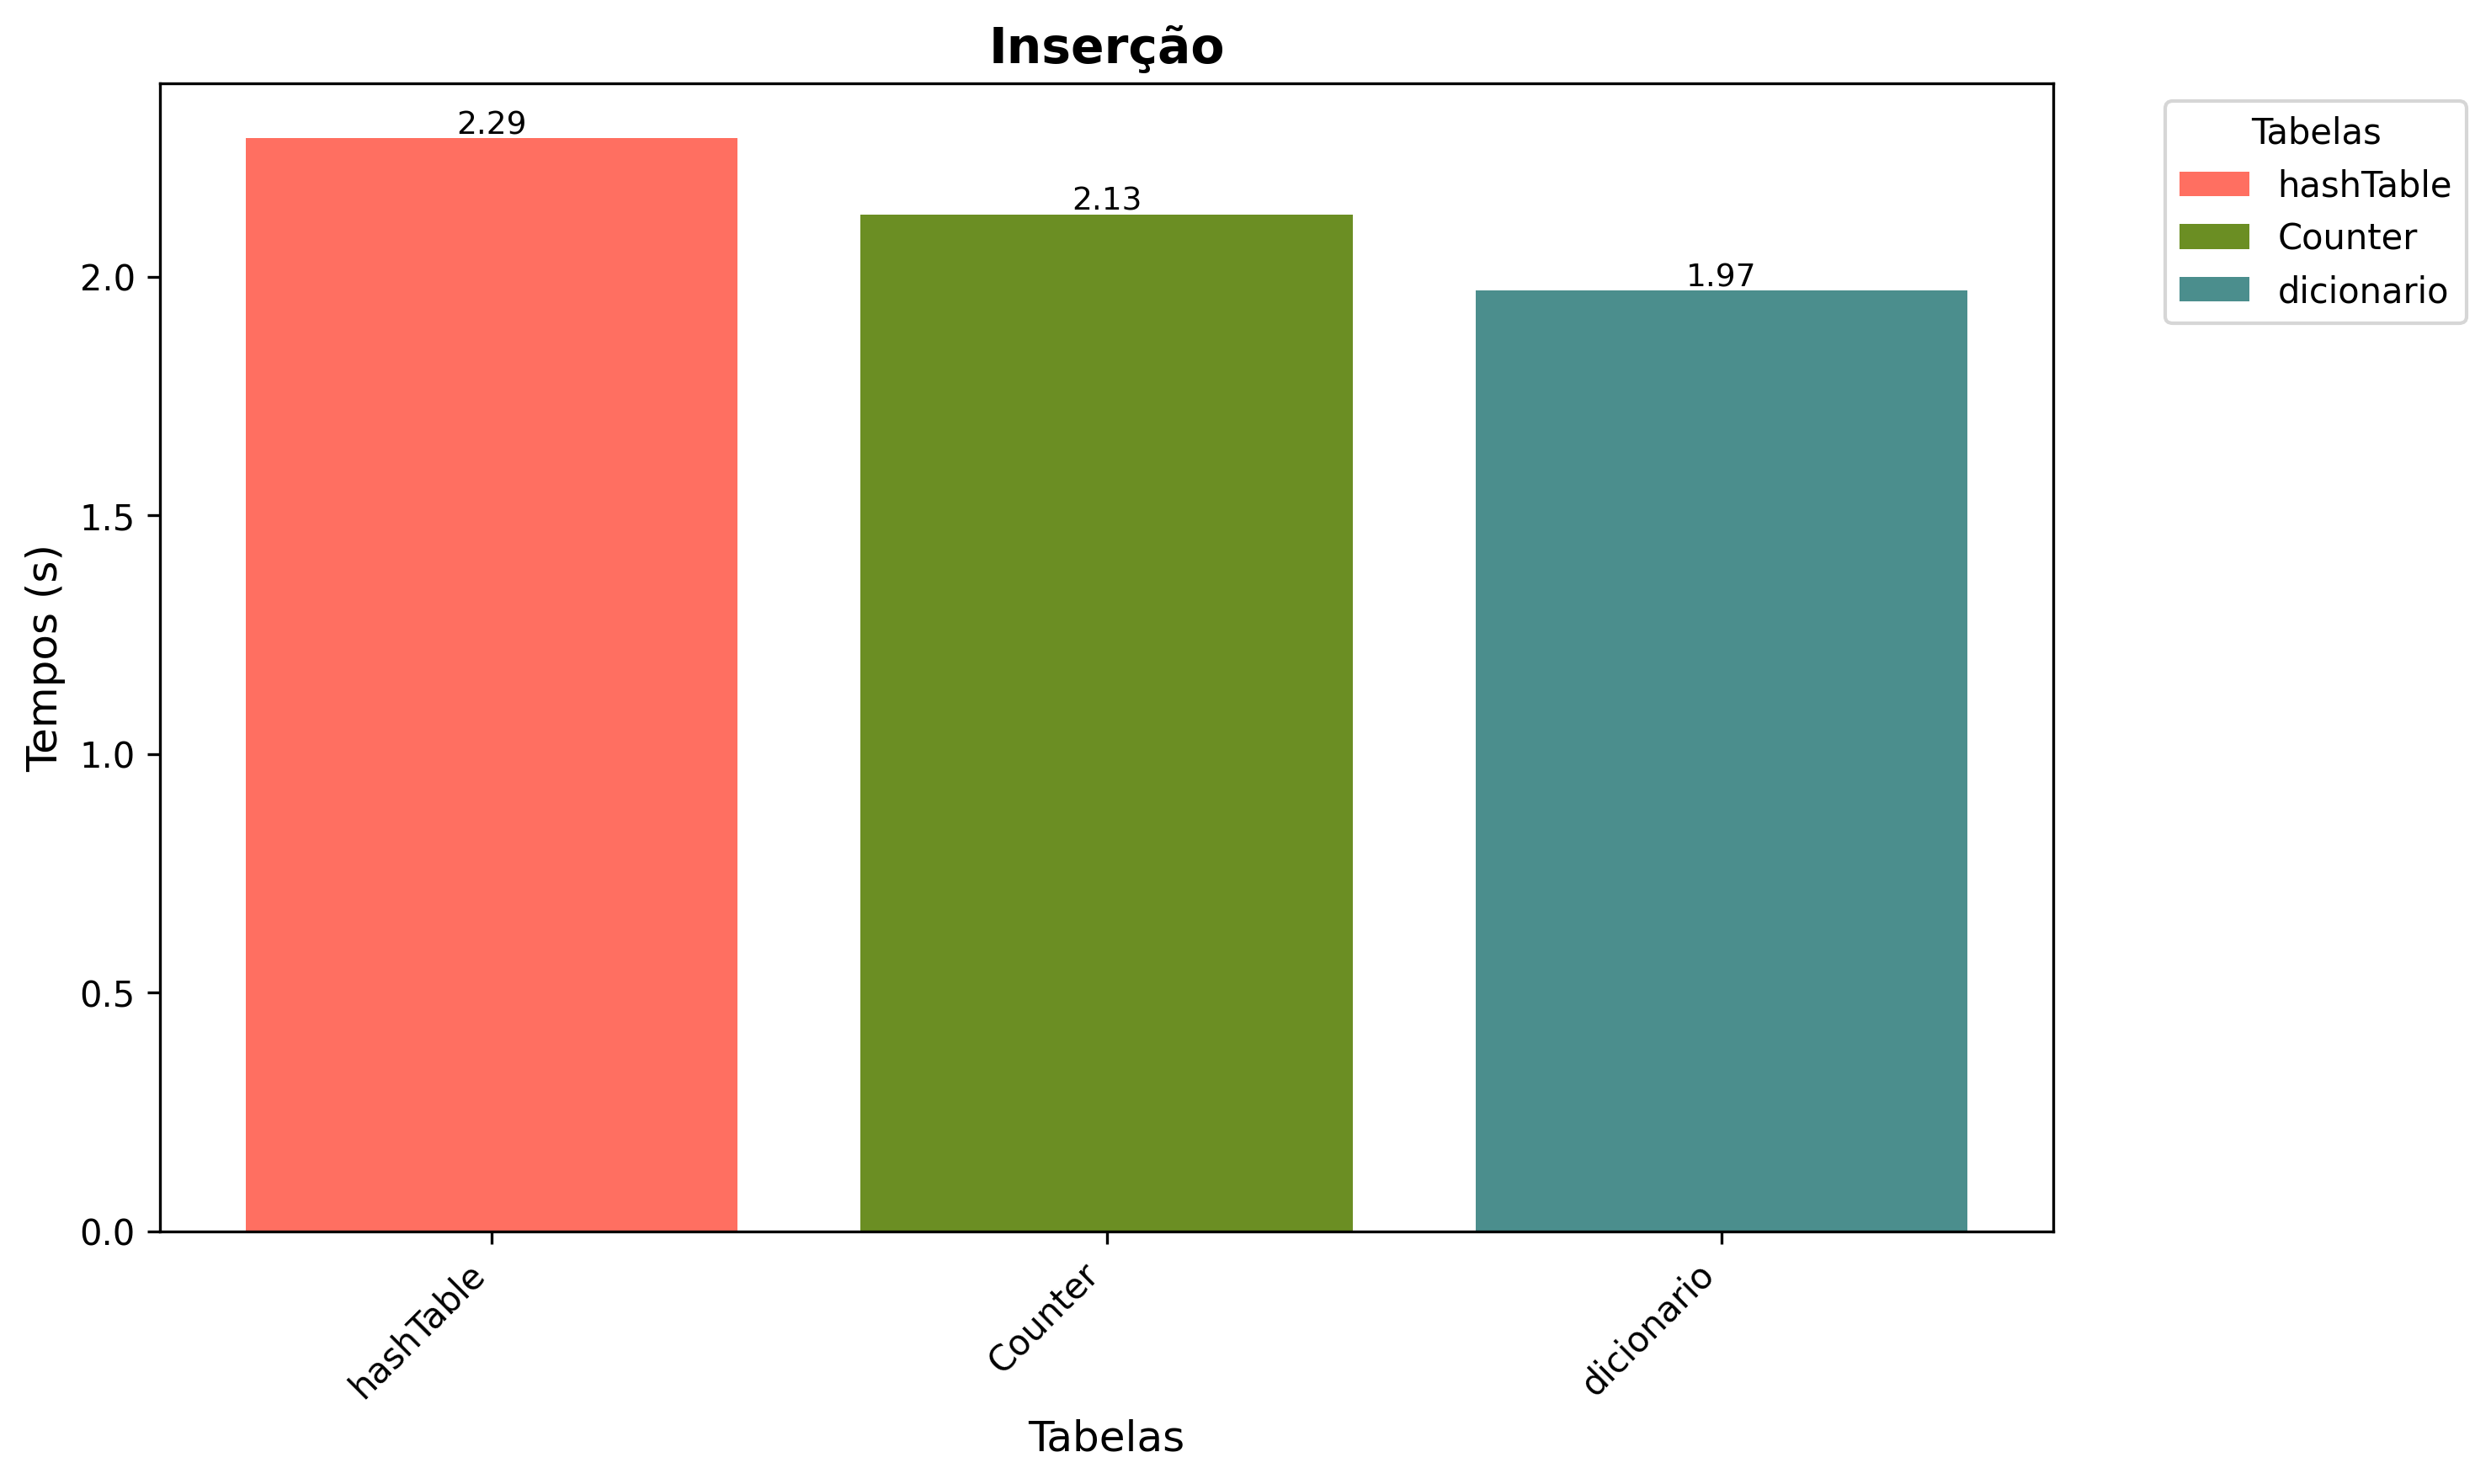 Inserção
2.29
2.13
1.97
2.0
1.5
1.0
0.5
0.0
Tempos (s)
hashTable
Counter
dicionario
Tabelas
Tabelas
hashTable
Counter
dicionario